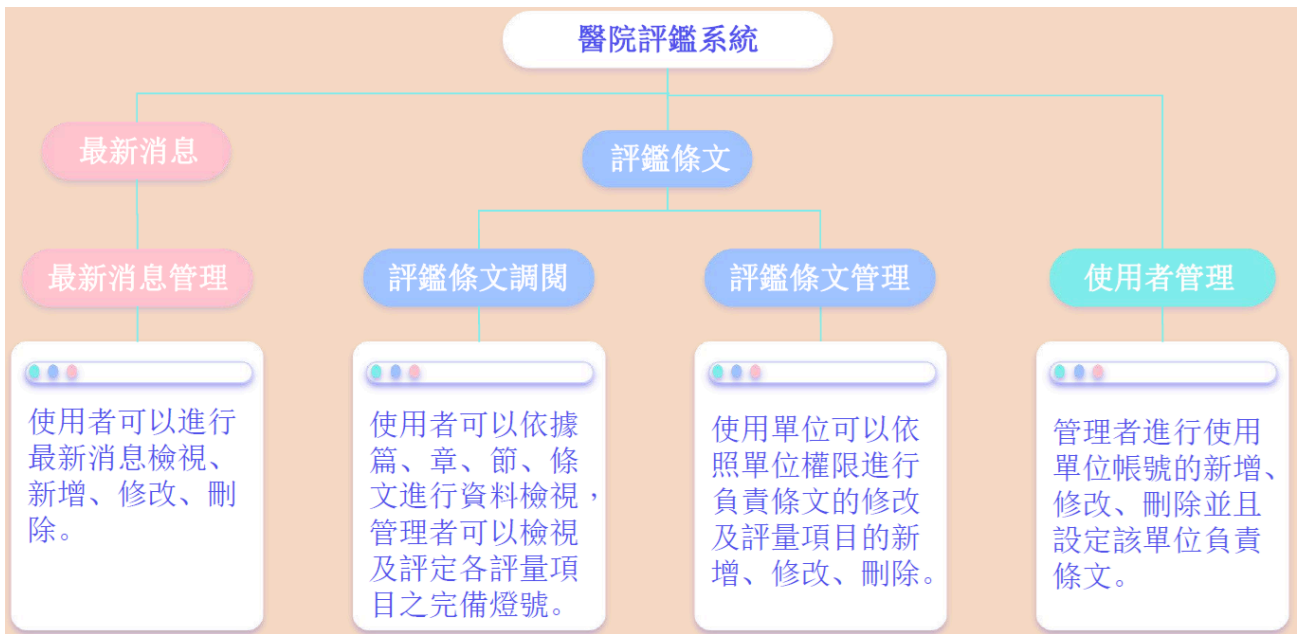 醫院評鑑系統
最新消息
評鑑條文
最新消息管理
評鑑條文調閱
評鑑條文管理
使用者管理
使用者可以進行
最新消息檢視、
新增、修改、刪
除。
使用者可以依據
篇、章、節、條
文進行資料檢視，
管理者可以檢視
及評定各評量項
目之完備燈號。
使用單位可以依
照單位權限進行
負責條文的修改
及評量項目的新
增、修改、刪除。
管理者進行使用
單位帳號的新增、
修改、刪除並且
設定該單位負責
條文。